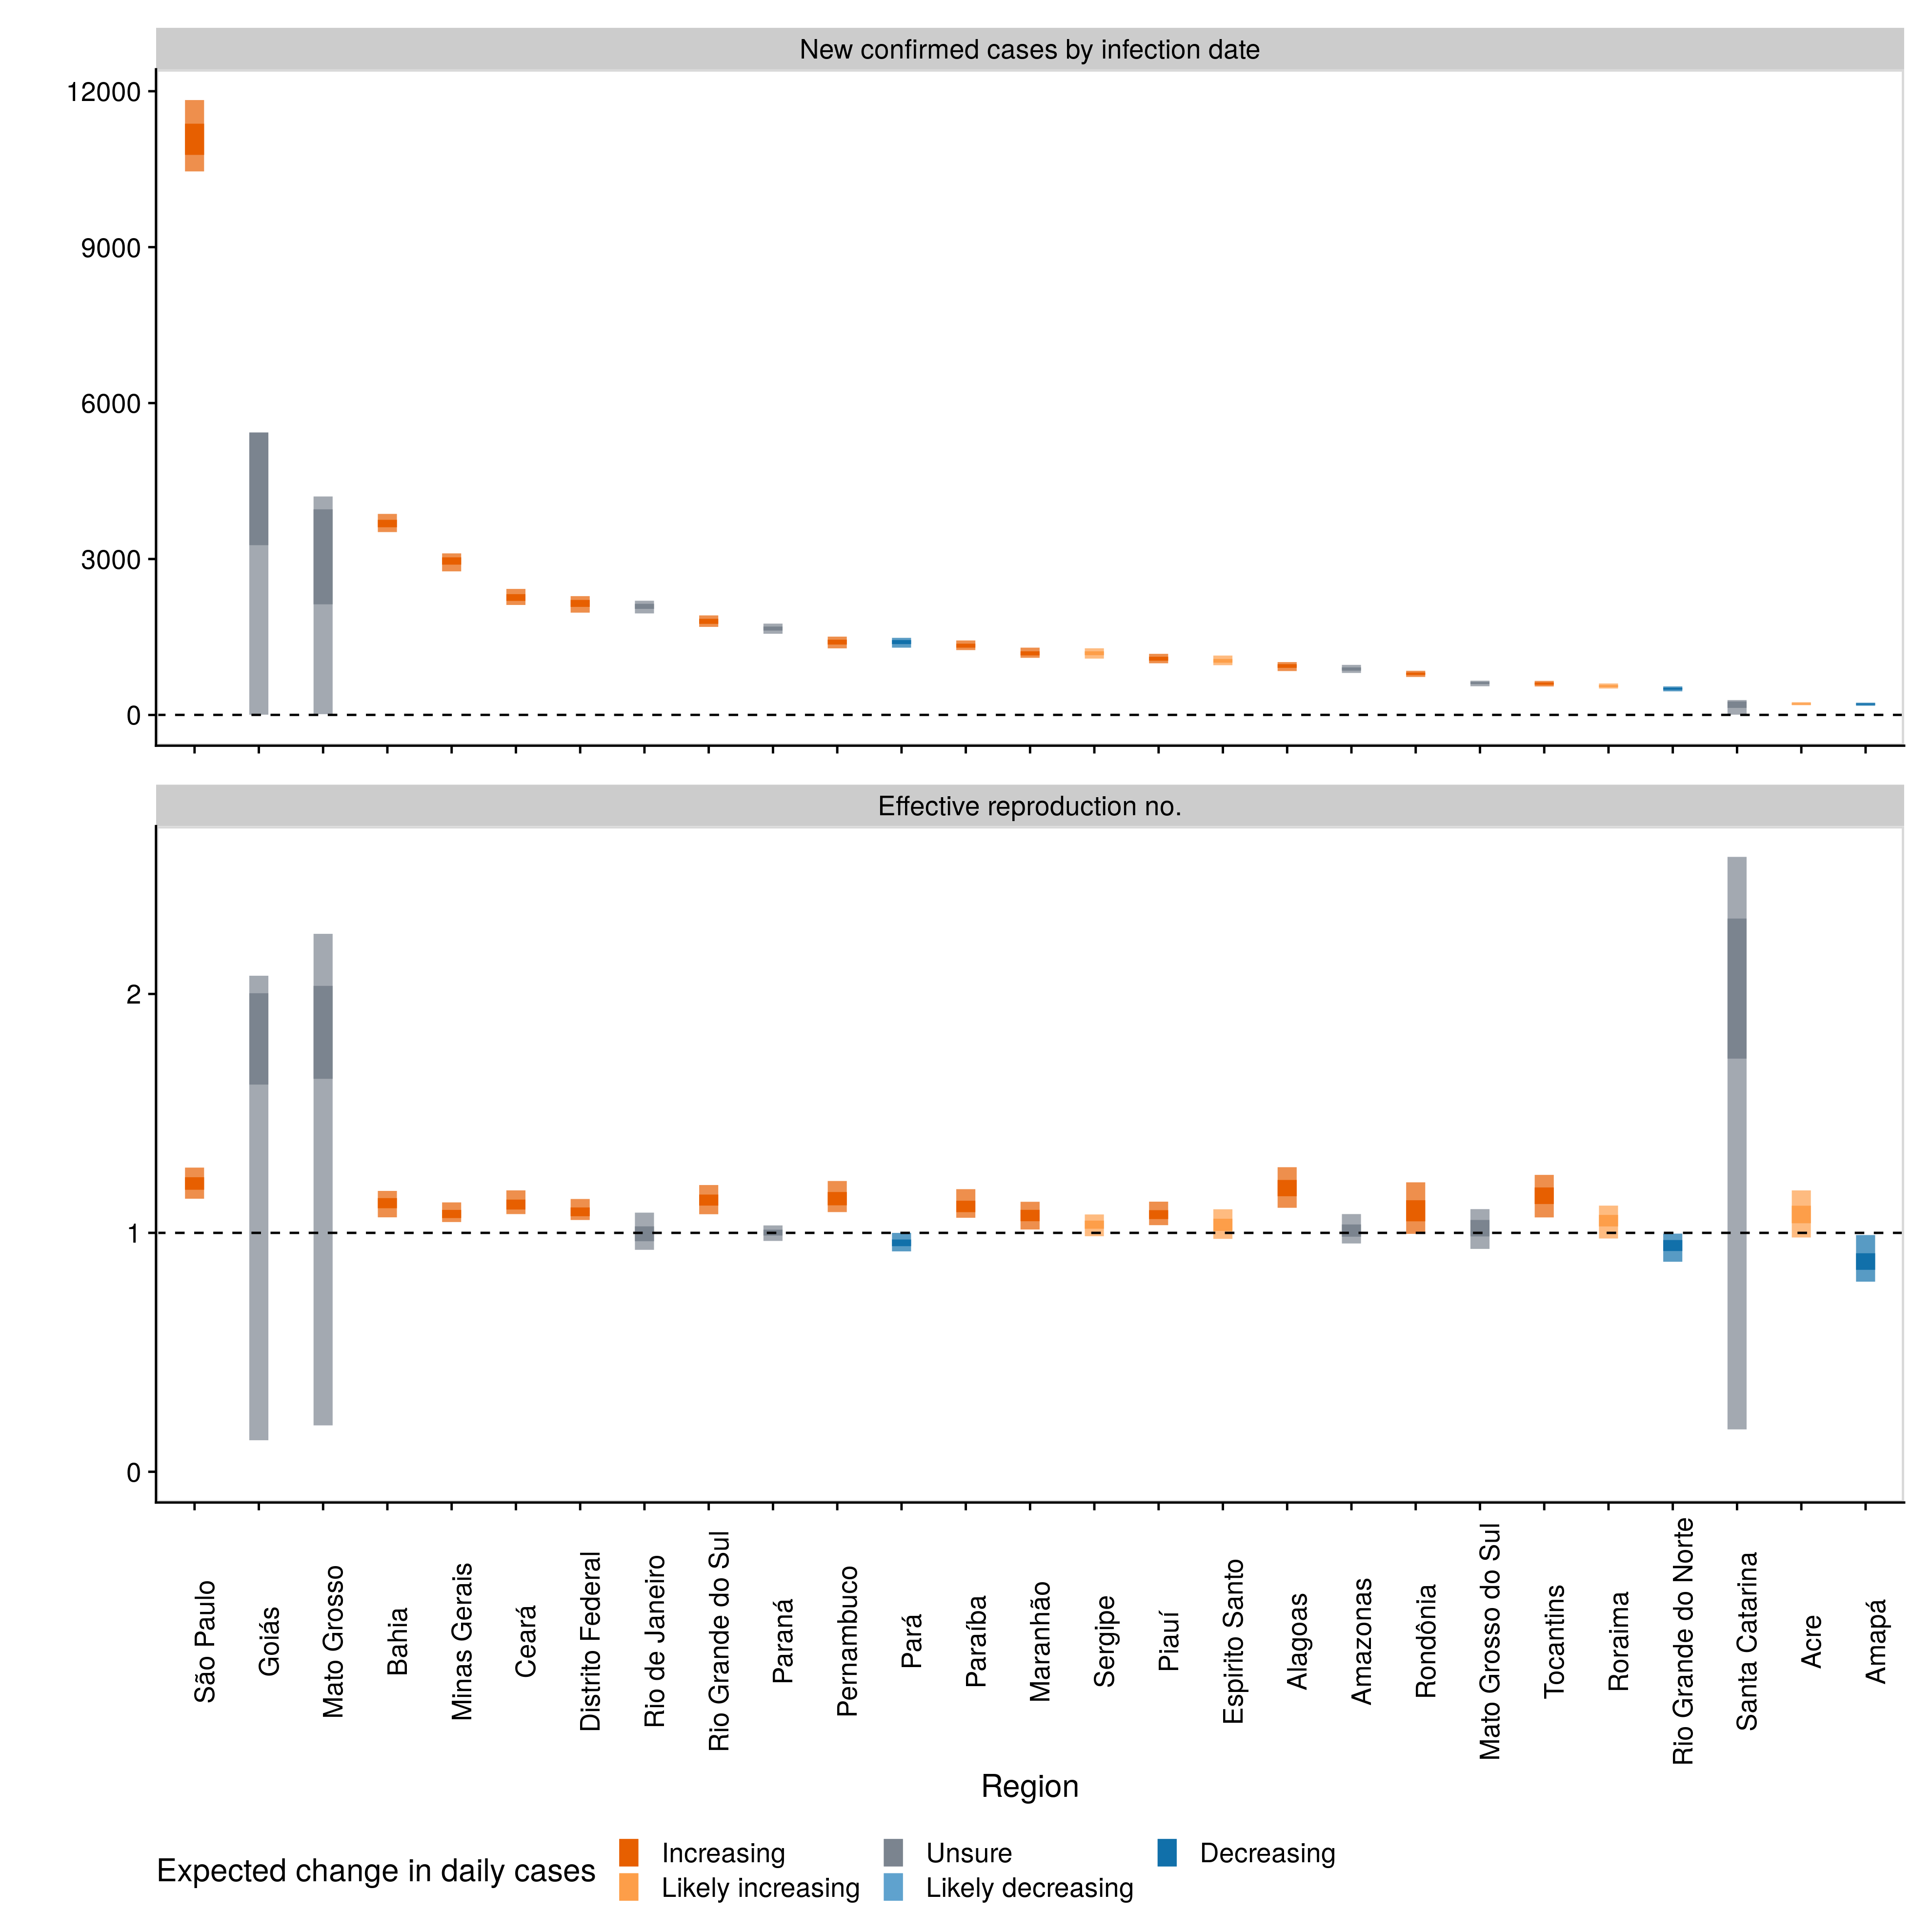 New confirmed cases by infection date
12000
9000
6000
3000
0
Effective reproduction no.
2
1
0
São Paulo
Goiás
Mato Grosso
Bahia
Minas Gerais
Ceará
Distrito Federal
Rio de Janeiro
Rio Grande do Sul
Paraná
Pernambuco
Pará
Paraíba
Maranhão
Sergipe
Piauí
Espirito Santo
Alagoas
Amazonas
Rondônia
Mato Grosso do Sul
Tocantins
Roraima
Rio Grande do Norte
Santa Catarina
Acre
Amapá
Region
Expected change in daily cases
Increasing
Likely increasing
Unsure
Likely decreasing
Decreasing